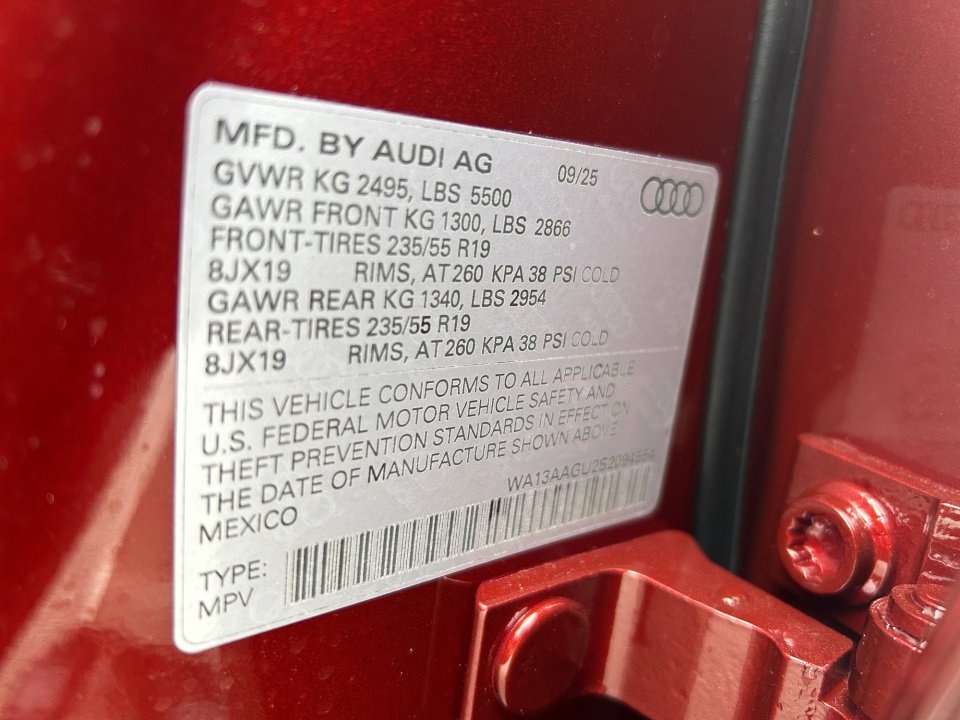 MFD. BY AUDI AG 09/25
GVWR KG 2495, LBS 5500
GAWR FRONT KG 1300, LBS 2866
FRONT-TIRES 235/55 R19
8JX19 RIMS, AT 260 KPA 38 PSI COLD
GAWR REAR KG 1340, LBS 2954
REAR-TIRES 235/55 R19
8JX19 RIMS, AT 260 KPA 38 PSI COLD
THIS VEHICLE CONFORMS TO ALL APPLICABLE
U.S. FEDERAL MOTOR VEHICLE SAFETY AND
THEFT PREVENTION STANDARDS IN EFFECT ON
THE DATE OF MANUFACTURE SHOWN ABOVE
MEXICO WA13AAGU2S2094554
TYPE:
MPV